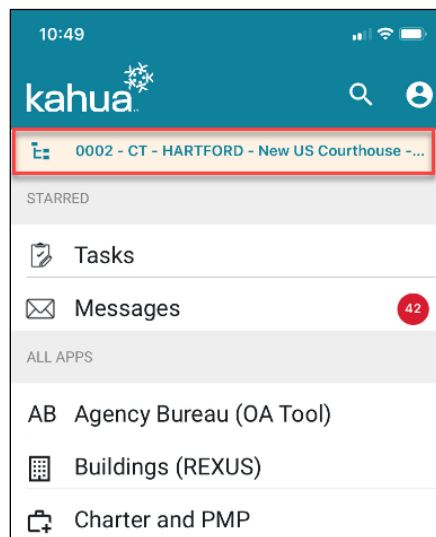 10:49
kahua
0002 - CT - HARTFORD - New US Courthouse -...
STARRED
Tasks
Messages
42
ALL APPS
AB Agency Bureau (OA Tool)
Buildings (REXUS)
Charter and PMP